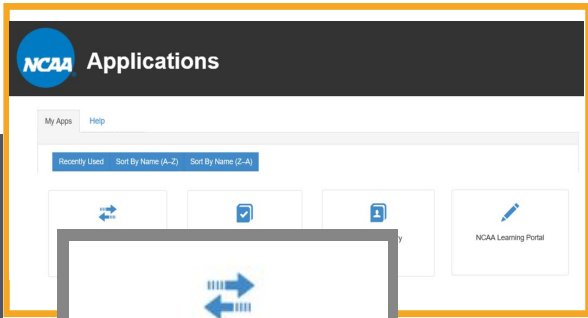 NCAA Applications
My Apps Help
Recently Used Sort By Name (A–Z) Sort By Name (Z–A)
NCAA Learning Portal